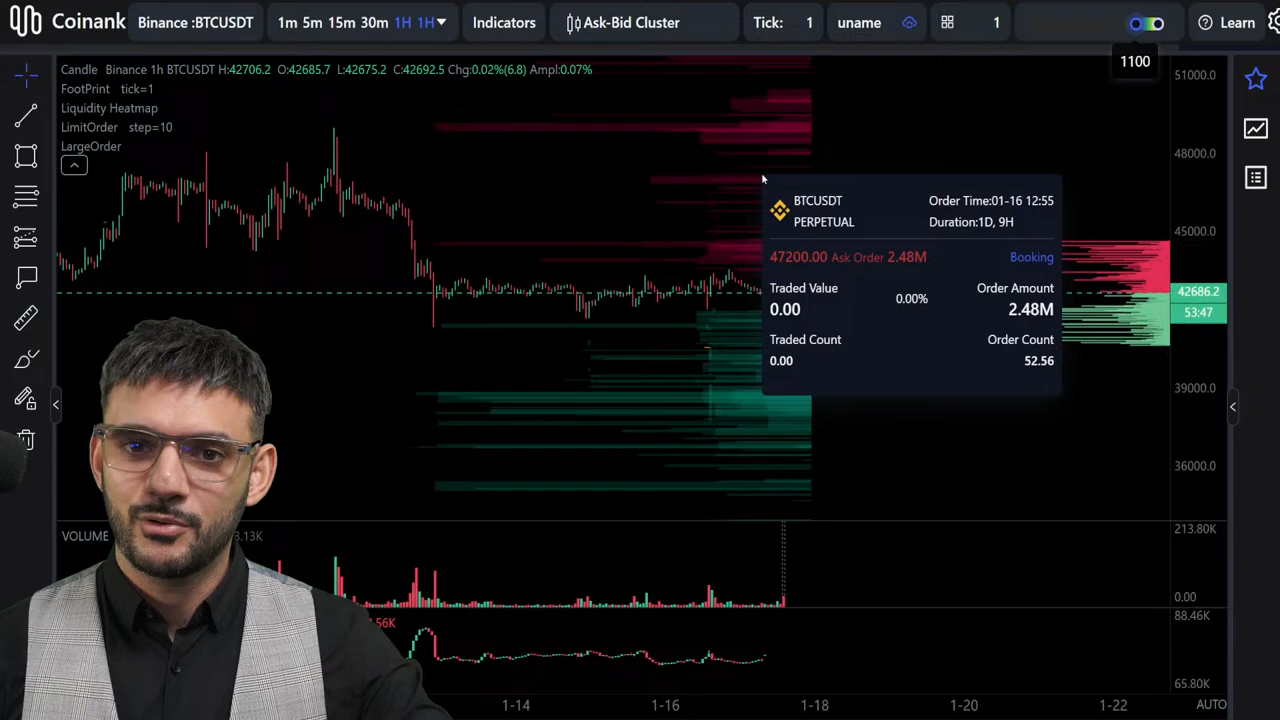 Coinank Binance :BTCUSDT 1m 5m 15m 30m 1H 1H Indicators Ask-Bid Cluster Tick: 1 uname 1 Learn
1100
Candle Binance 1h BTCUSDT H:42706.2 O:42685.7 L:42675.2 C:42692.5 Chg:0.02%(6.8) Ampl:0.07%
FootPrint tick=1
Liquidity Heatmap
LimitOrder step=10
LargeOrder
51000.0
48000.0
45000.0
42686.2
53:47
39000.0
36000.0
BTCUSDT Order Time:01-16 12:55
PERPETUAL Duration:1D, 9H
47200.00 Ask Order 2.48M Booking
Traded Value Order Amount
0.00 0.00% 2.48M
Traded Count Order Count
0.00 52.56
VOLUME 3.13K
213.80K
0.00
.56K
88.46K
65.80K
1-14 1-16 1-18 1-20 1-22 AUTO